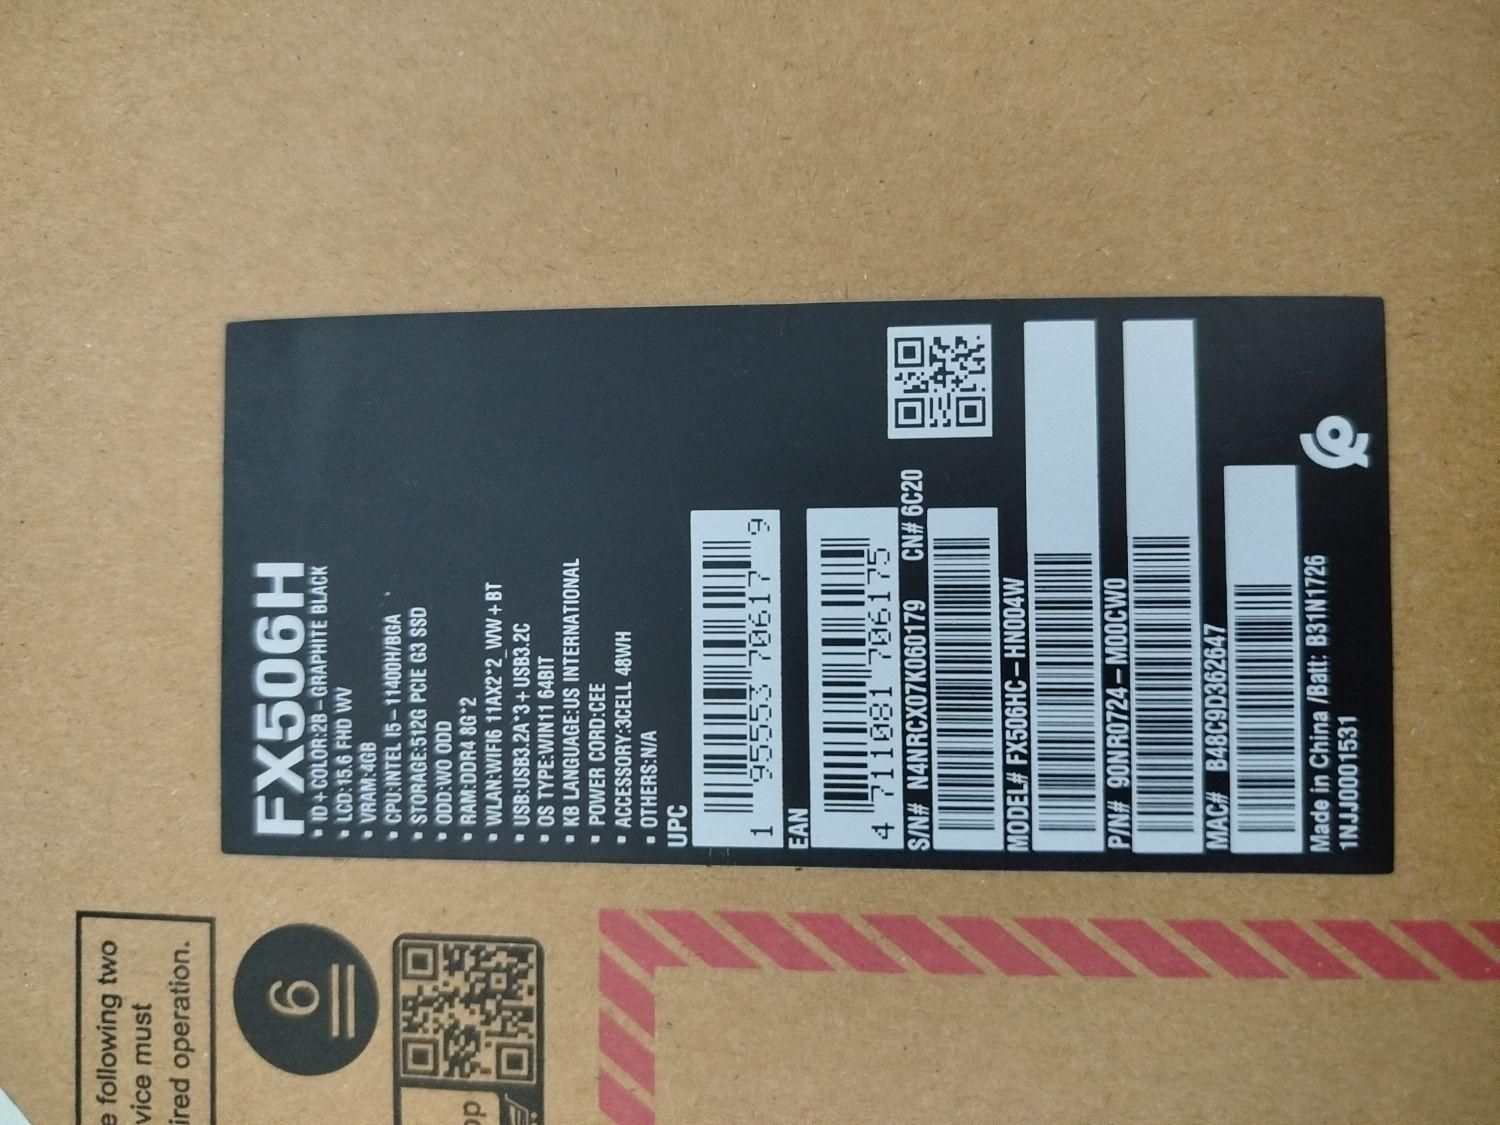 FX506H
• ID+COLOR:2B-GRAPHITE BLACK
• LCD:15.6 FHD WV
• VRAM:4GB
• CPU:INTEL I5-11400H/BGA
• STORAGE:512G PCIE G3 SSD
• ODD:WO ODD
• RAM:DDR4 8G*2
• WLAN:WIFI6 11AX2*2_WW+BT
• USB:USB3.2A*3+USB3.2C
• OS TYPE:WIN11 64BIT
• KB LANGUAGE:US INTERNATIONAL
• POWER CORD:CEE
• ACCESSORY:3CELL 48WH
• OTHERS:N/A
UPC
1 95553 70617 9
EAN
4 711081 706175
S/N# N4NRCX07K060179 CN# 6C20
MODEL# FX506HC-HN004W
P/N# 90NR0724-M00CW0
MAC# B48C9D362647
Made in China /Batt: B31N1726
1NJJ0001531
e following two
vice must
ired operation.
6
op